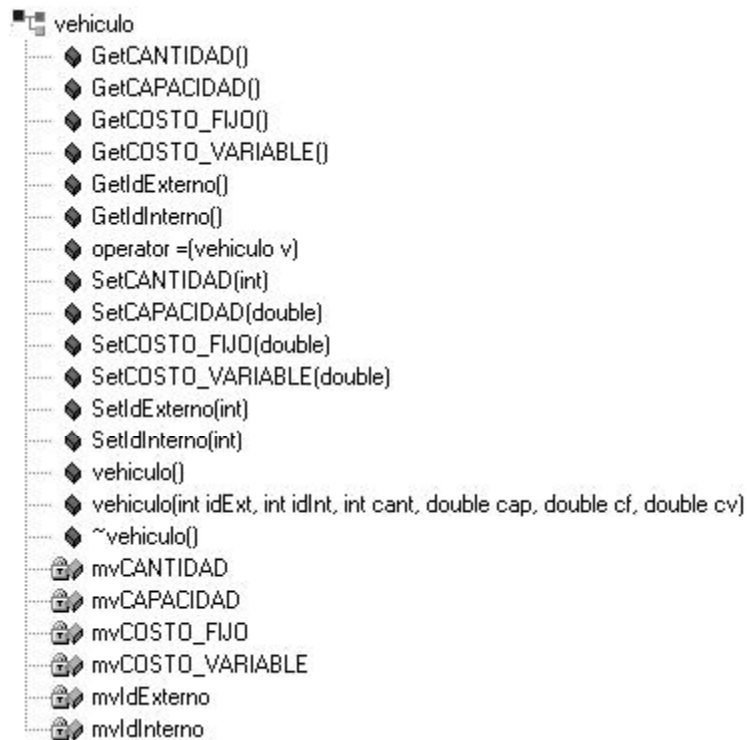 vehiculo
GetCANTIDAD()
GetCAPACIDAD()
GetCOSTO_FIJO()
GetCOSTO_VARIABLE()
GetIdExterno()
GetIdInterno()
operator =(vehiculo v)
SetCANTIDAD(int)
SetCAPACIDAD(double)
SetCOSTO_FIJO(double)
SetCOSTO_VARIABLE(double)
SetIdExterno(int)
SetIdInterno(int)
vehiculo()
vehiculo(int idExt, int idInt, int cant, double cap, double cf, double cv)
~vehiculo()
mvCANTIDAD
mvCAPACIDAD
mvCOSTO_FIJO
mvCOSTO_VARIABLE
mvIdExterno
mvIdInterno